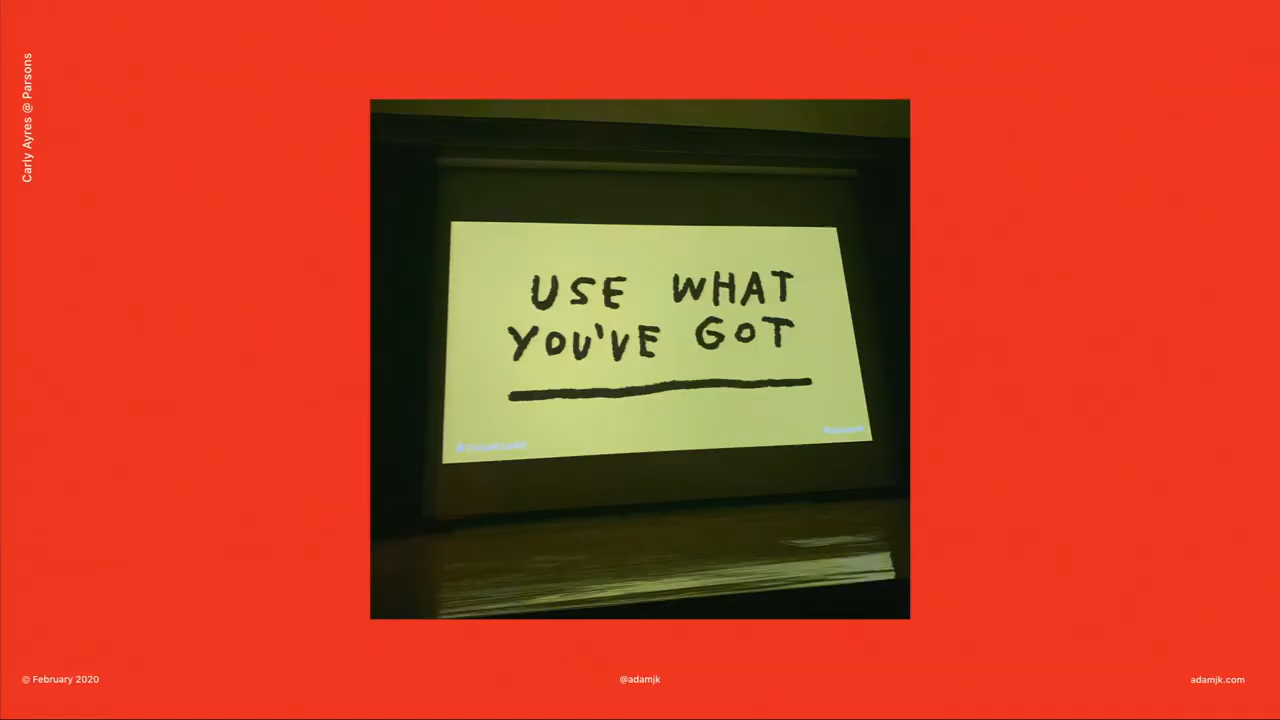 Carly Ayres @ Parsons
USE WHAT
YOU'VE GOT
© February 2020
@adamjk
adamjk.com